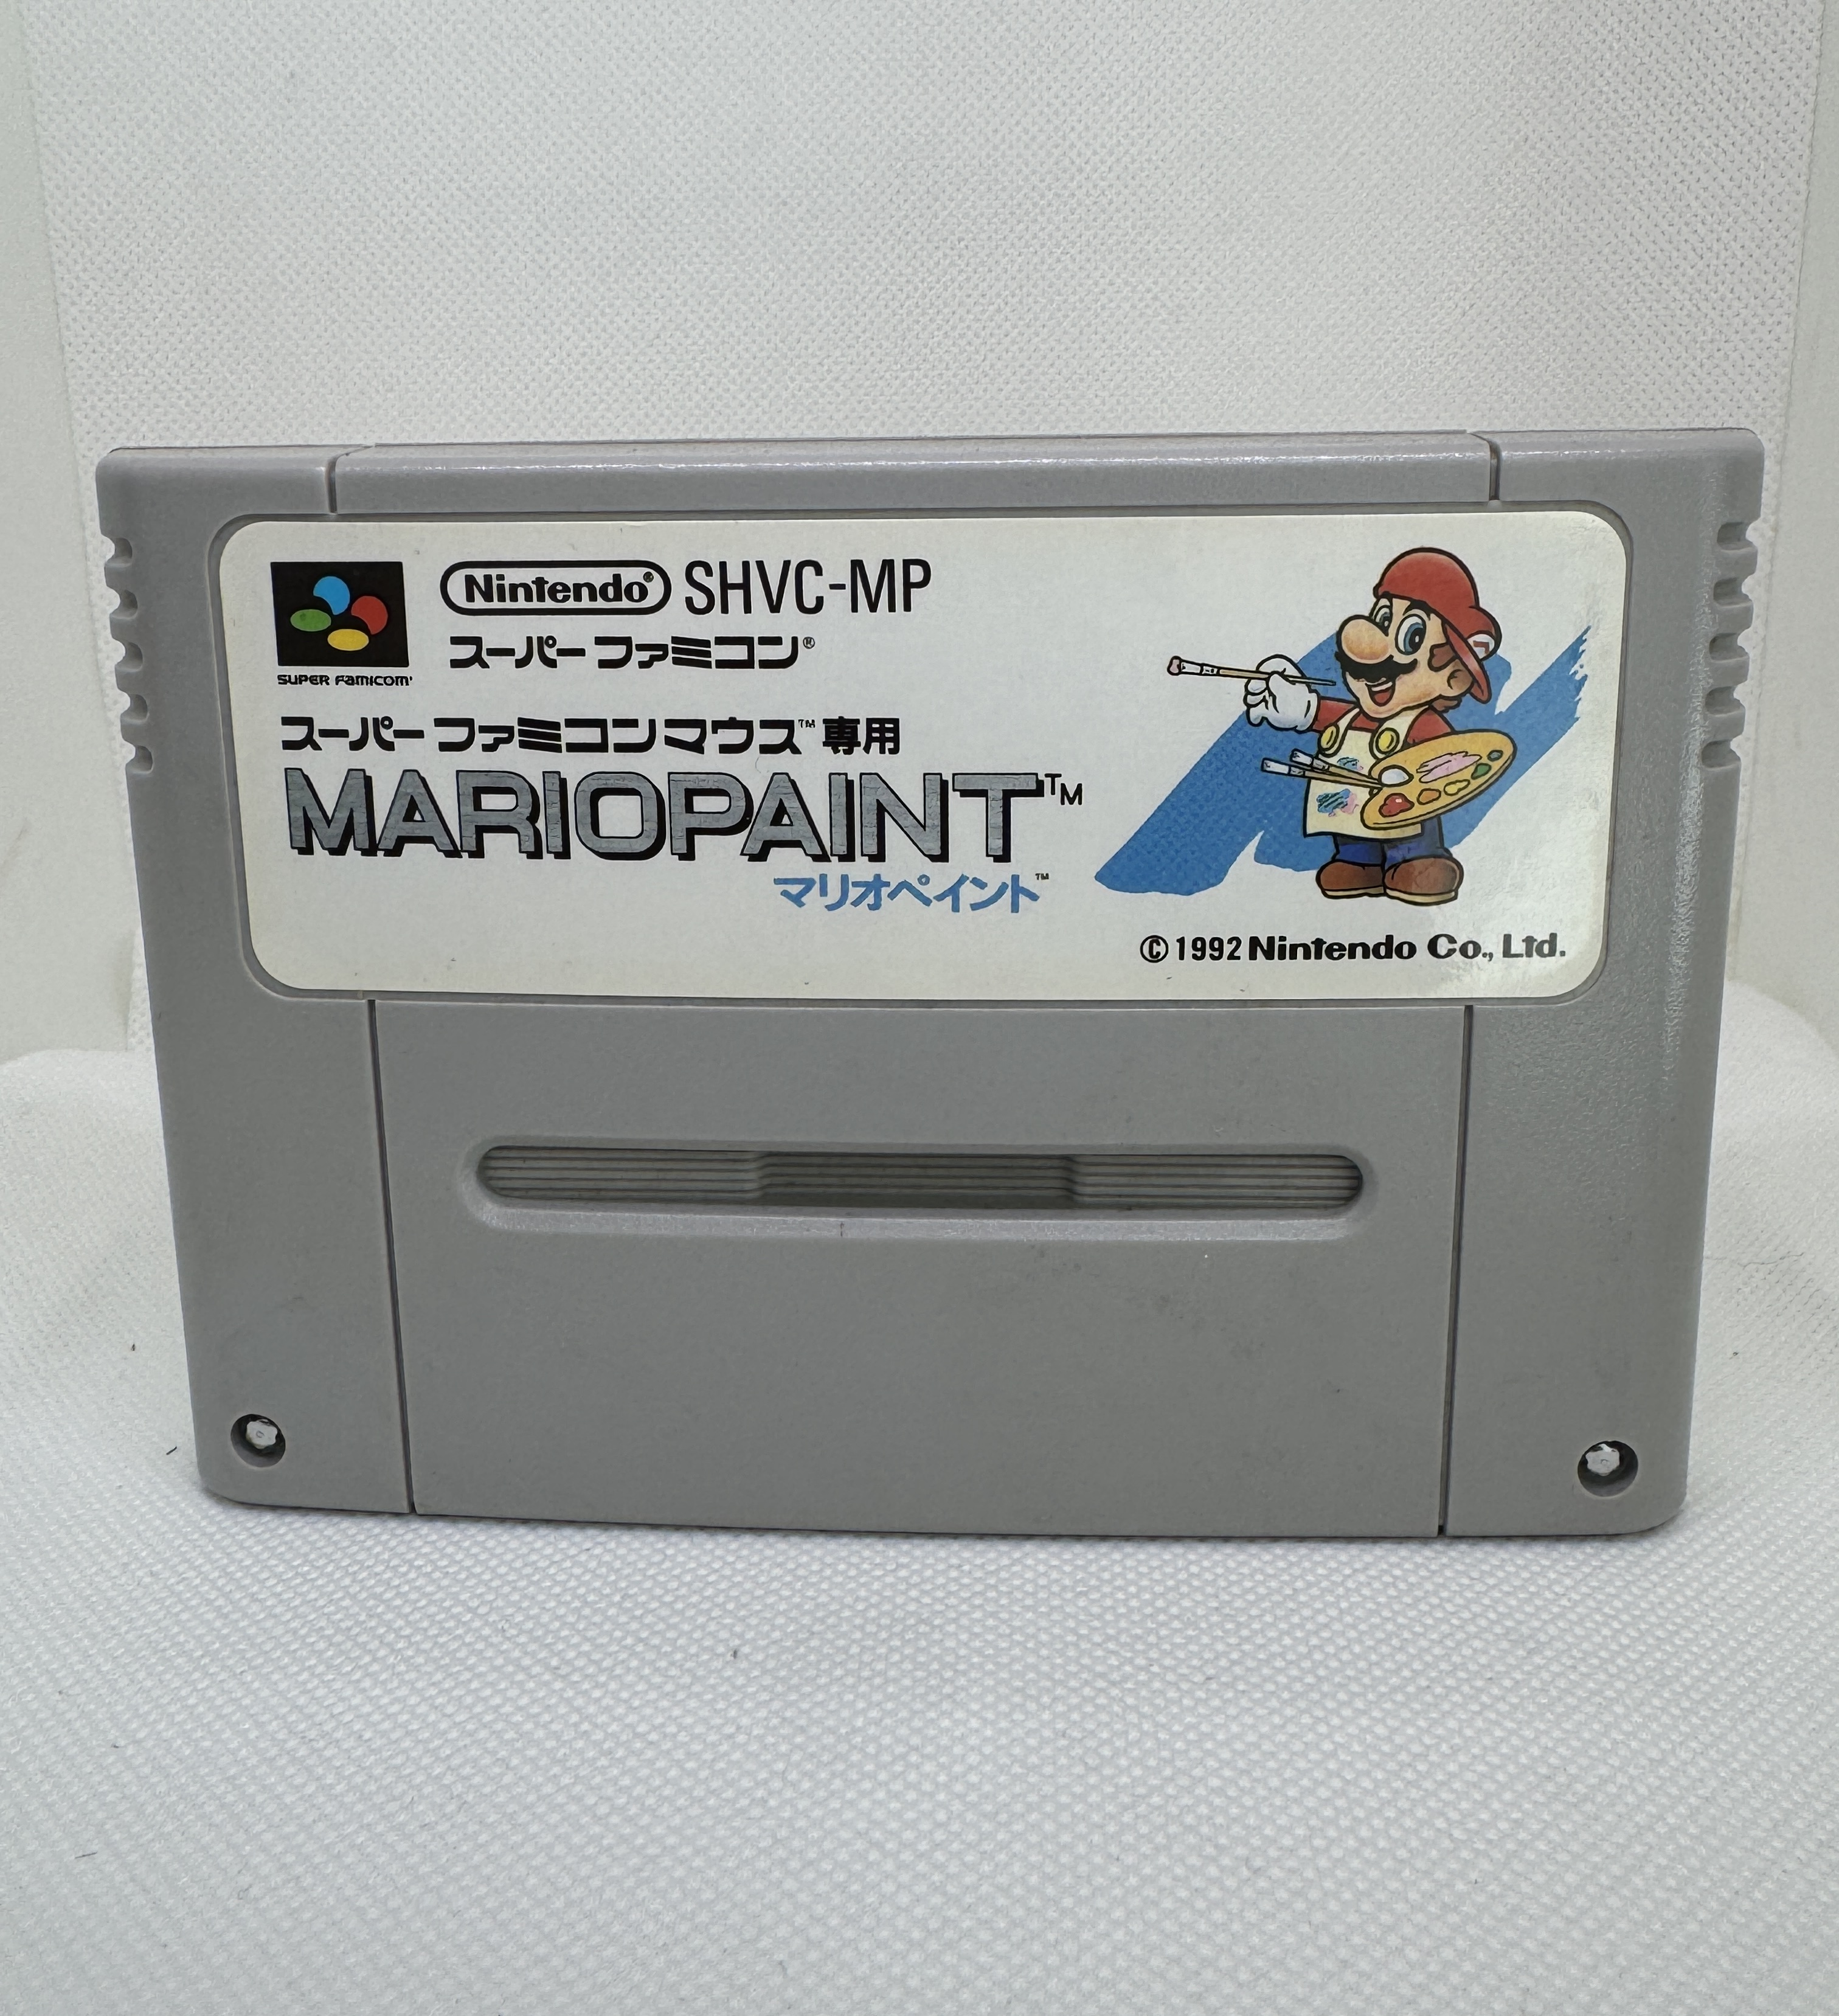 Nintendo® SHVC-MP
スーパーファミコン®
SUPER FAMICOM
スーパーファミコンマウス™専用
MARIOPAINT™
マリオペイント™
©1992 Nintendo Co., Ltd.